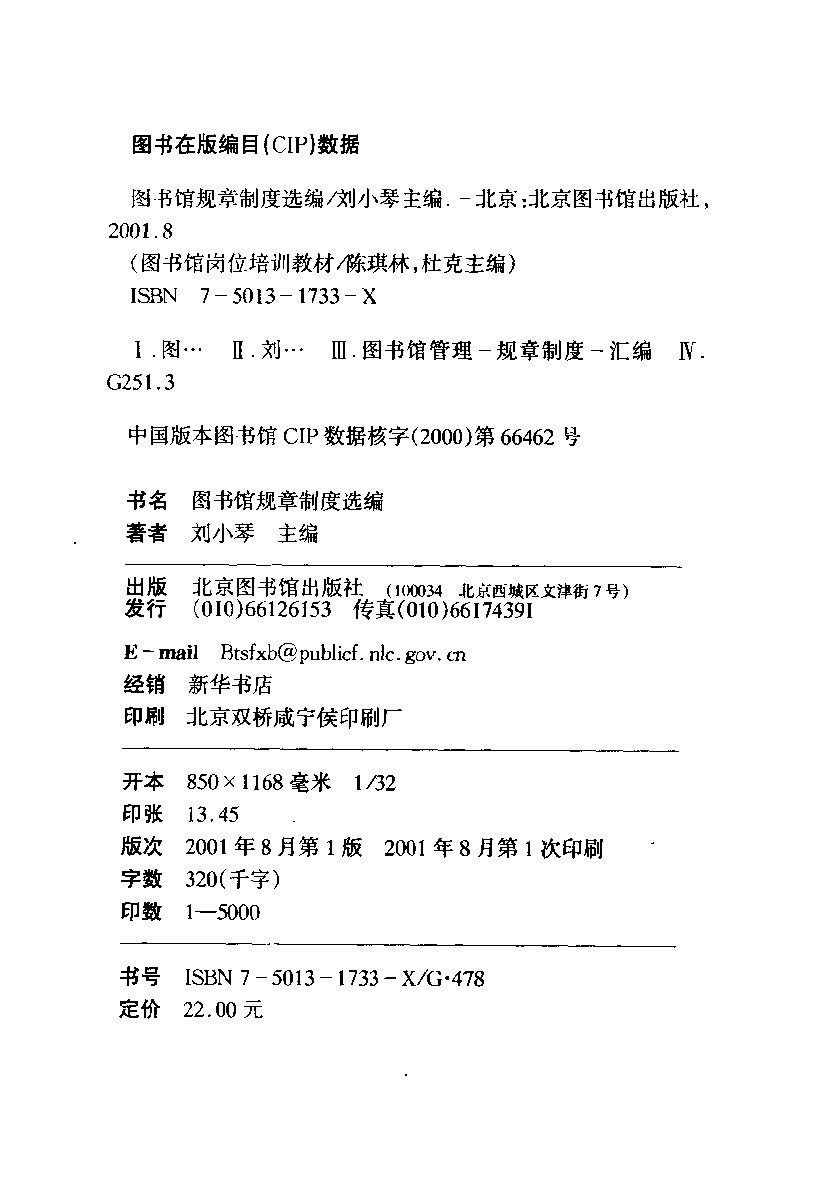 图书在版编目(CIP)数据
图书馆规章制度选编/刘小琴主编.－北京:北京图书馆出版社,
2001.8
(图书馆岗位培训教材/陈琪林,杜克主编)
ISBN 7－5013－1733－X
Ⅰ.图… Ⅱ.刘… Ⅲ.图书馆管理－规章制度－汇编 Ⅳ.
G251.3
中国版本图书馆CIP数据核字(2000)第66462号
书名 图书馆规章制度选编
著者 刘小琴 主编
出版 北京图书馆出版社 (100034 北京西城区文津街7号)
发行 (010)66126153 传真(010)66174391
E－mail Btsfxb@publicf.nlc.gov.cn
经销 新华书店
印刷 北京双桥咸宁侯印刷厂
开本 850×1168毫米 1/32
印张 13.45
版次 2001年8月第1版 2001年8月第1次印刷
字数 320(千字)
印数 1—5000
书号 ISBN 7－5013－1733－X/G·478
定价 22.00元